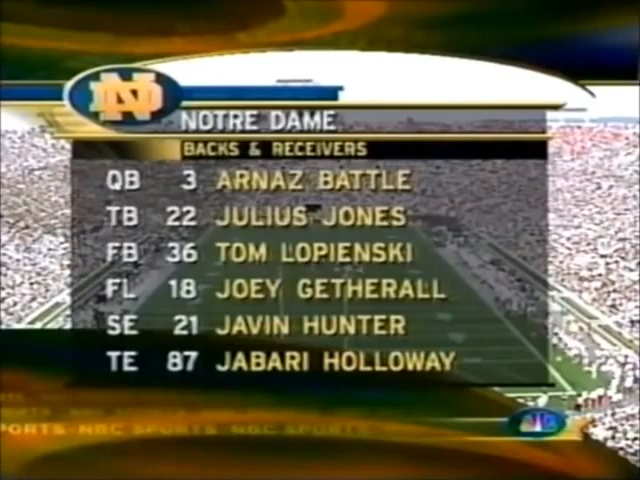 ND
NOTRE DAME
BACKS & RECEIVERS
QB 3 ARNAZ BATTLE
TB 22 JULIUS JONES
FB 36 TOM LOPIENSKI
FL 18 JOEY GETHERALL
SE 21 JAVIN HUNTER
TE 87 JABARI HOLLOWAY
PORTS NBC SPORTS NBC SPORTS